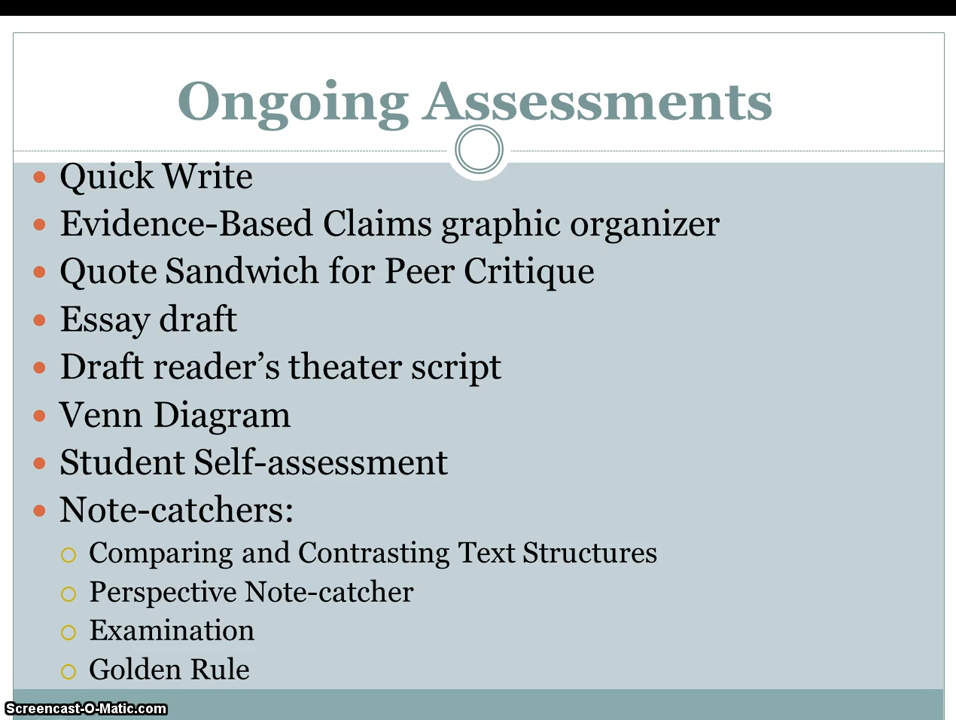 Ongoing Assessments
Quick Write
Evidence-Based Claims graphic organizer
Quote Sandwich for Peer Critique
Essay draft
Draft reader's theater script
Venn Diagram
Student Self-assessment
Note-catchers:
Comparing and Contrasting Text Structures
Perspective Note-catcher
Examination
Golden Rule
Screencast-O-Matic.com